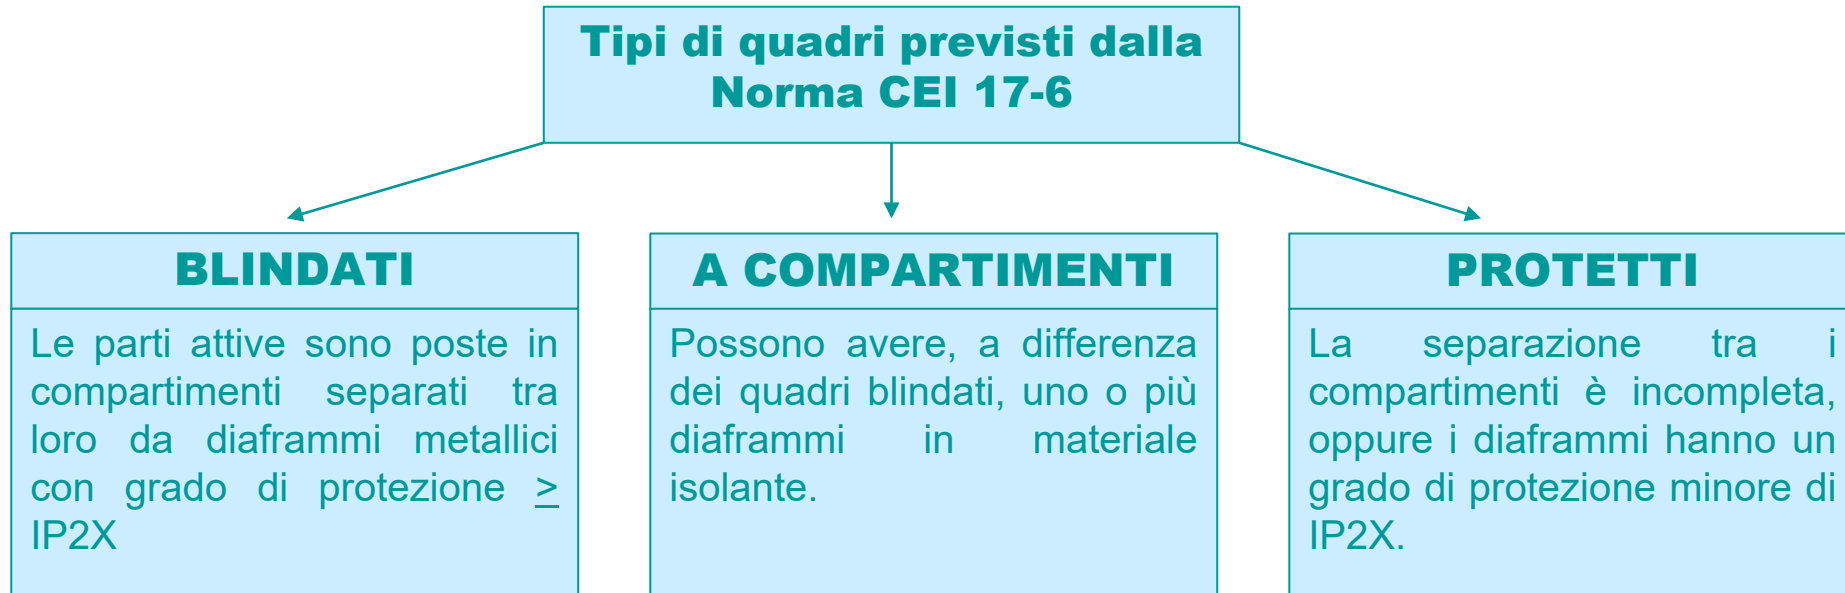 Tipi di quadri previsti dalla
Norma CEI 17-6
BLINDATI
Le parti attive sono poste in
compartimenti separati tra
loro da diaframmi metallici
con grado di protezione >
IP2X
A COMPARTIMENTI
Possono avere, a differenza
dei quadri blindati, uno o più
diaframmi in materiale
isolante.
PROTETTI
La separazione tra i
compartimenti è incompleta,
oppure i diaframmi hanno un
grado di protezione minore di
IP2X.